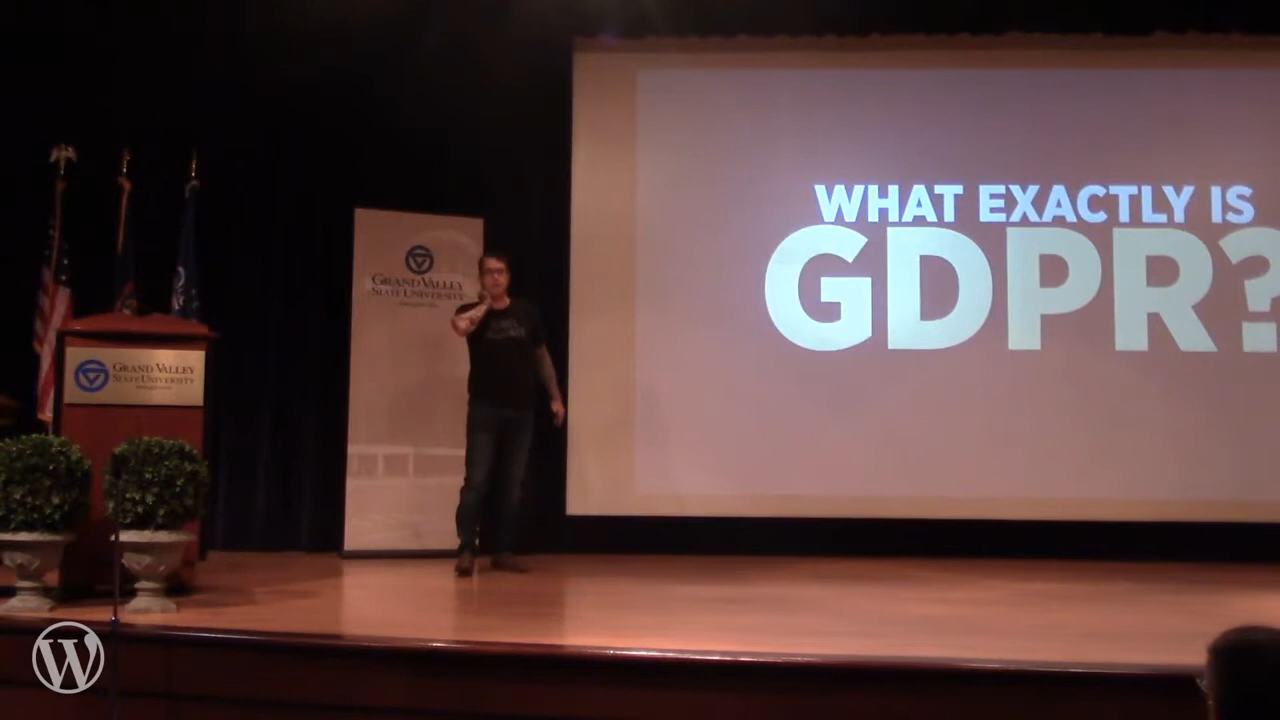 WHAT EXACTLY IS
GDPR?
GRAND VALLEY
STATE UNIVERSITY
GRAND VALLEY
STATE UNIVERSITY
W